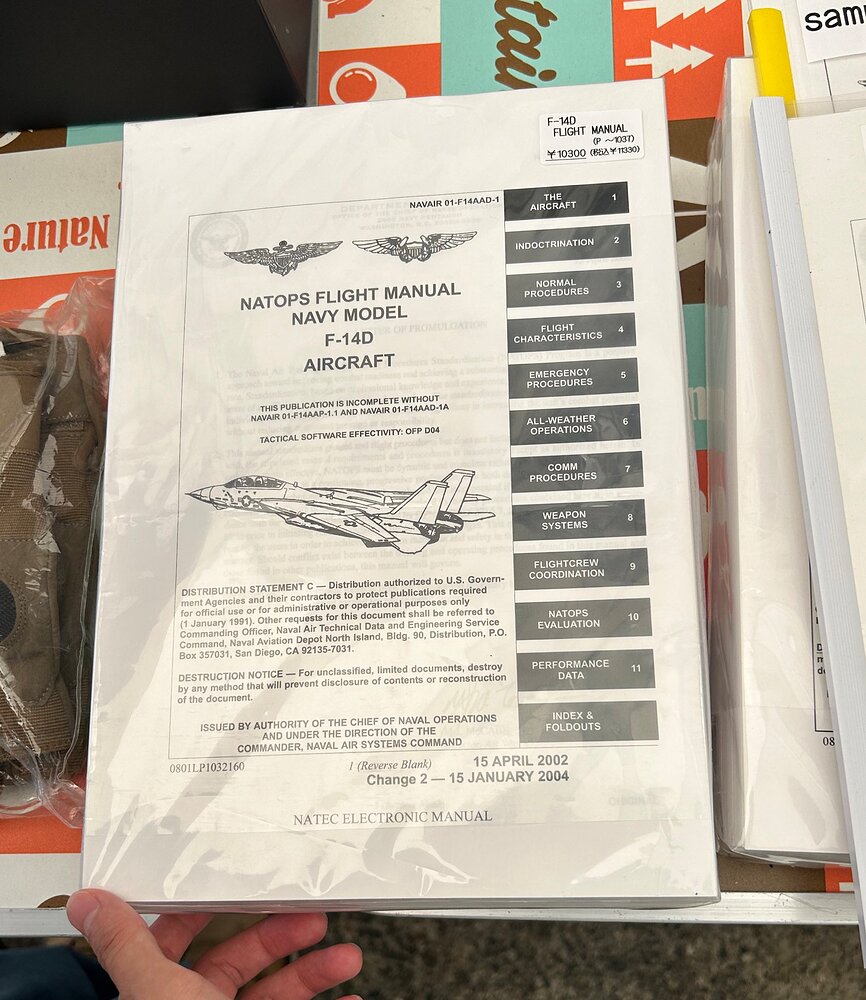 sam
tai
Nature
F-14D
FLIGHT MANUAL
(P ~1037)
¥10300 (税込¥11330)
NAVAIR 01-F14AAD-1
NATOPS FLIGHT MANUAL
NAVY MODEL
F-14D
AIRCRAFT
THIS PUBLICATION IS INCOMPLETE WITHOUT
NAVAIR 01-F14AAP-1.1 AND NAVAIR 01-F14AAD-1A
TACTICAL SOFTWARE EFFECTIVITY: OFP D04
DISTRIBUTION STATEMENT C — Distribution authorized to U.S. Govern-
ment Agencies and their contractors to protect publications required
for official use or for administrative or operational purposes only
(1 January 1991). Other requests for this document shall be referred to
Commanding Officer, Naval Air Technical Data and Engineering Service
Command, Naval Aviation Depot North Island, Bldg. 90, Distribution, P.O.
Box 357031, San Diego, CA 92135-7031.
DESTRUCTION NOTICE — For unclassified, limited documents, destroy
by any method that will prevent disclosure of contents or reconstruction
of the document.
ISSUED BY AUTHORITY OF THE CHIEF OF NAVAL OPERATIONS
AND UNDER THE DIRECTION OF THE
COMMANDER, NAVAL AIR SYSTEMS COMMAND
THE
AIRCRAFT 1
INDOCTRINATION 2
NORMAL
PROCEDURES 3
FLIGHT
CHARACTERISTICS 4
EMERGENCY
PROCEDURES 5
ALL-WEATHER
OPERATIONS 6
COMM
PROCEDURES 7
WEAPON
SYSTEMS 8
FLIGHTCREW
COORDINATION 9
NATOPS
EVALUATION 10
PERFORMANCE
DATA 11
INDEX &
FOLDOUTS
0801LP1032160
1 (Reverse Blank)
15 APRIL 2002
Change 2 — 15 JANUARY 2004
NATEC ELECTRONIC MANUAL
08